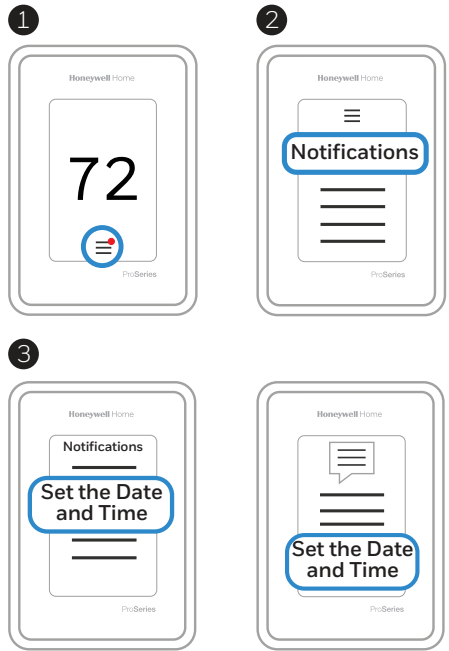 1
Honeywell Home
72
ProSeries
2
Honeywell Home
Notifications
ProSeries
3
Honeywell Home
Notifications
Set the Date
and Time
ProSeries
Honeywell Home
Set the Date
and Time
ProSeries